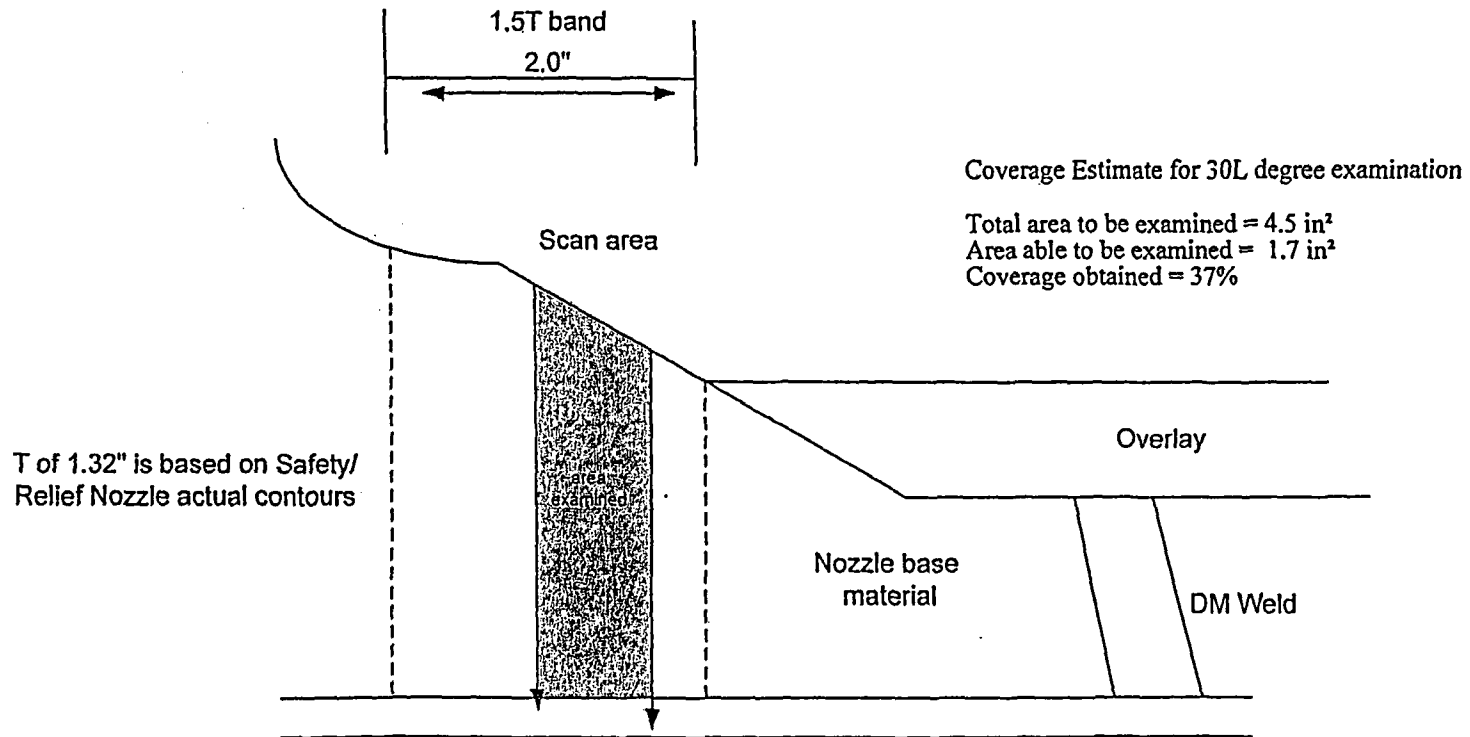 1.5T band
2.0"
Coverage Estimate for 30L degree examination
Total area to be examined = 4.5 in²
Area able to be examined = 1.7 in²
Coverage obtained = 37%
Scan area
T of 1.32" is based on Safety/
Relief Nozzle actual contours
area
examined
Overlay
Nozzle base
material
DM Weld